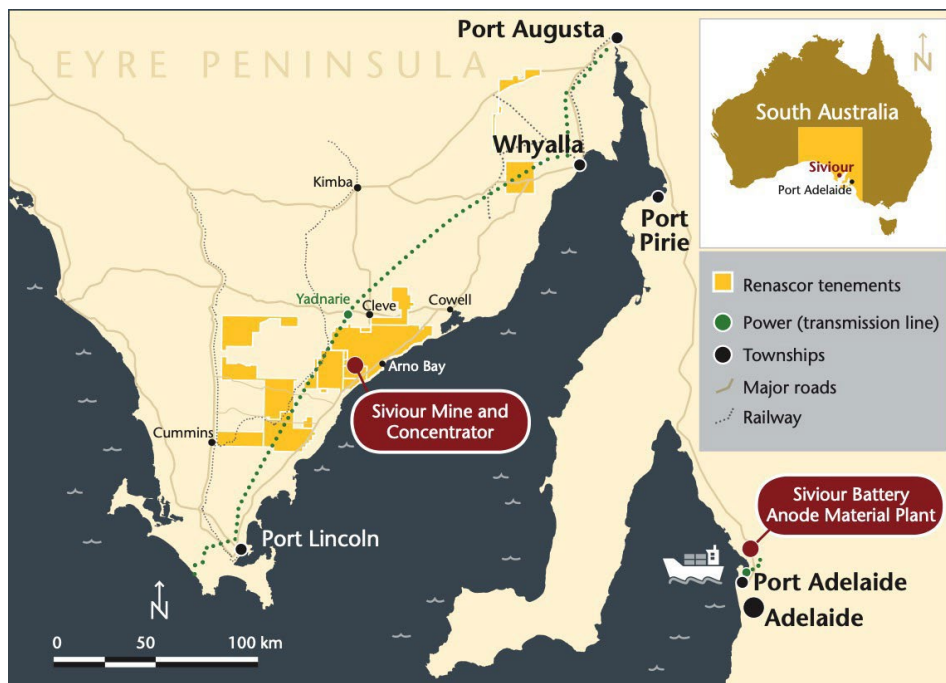 Port Augusta
EYRE PENINSULA
N
South Australia
Siviour
Port Adelaide
Whyalla
Kimba
Port
Pirie
Renascor tenements
Power (transmission line)
Townships
Major roads
Railway
Yadnarie
Cleve
Cowell
Arno Bay
Siviour Mine and
Concentrator
Cummins
Siviour Battery
Anode Material Plant
Port Lincoln
Port Adelaide
Adelaide
N
0 50 100 km